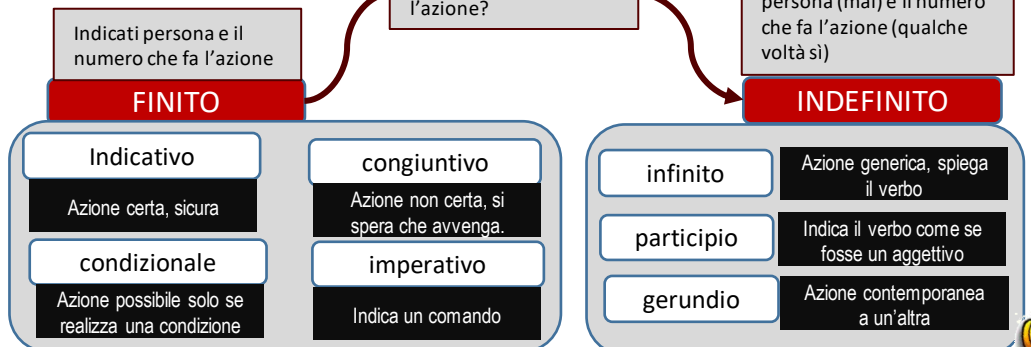 l’azione?
persona (mai) e il numero
che fa l’azione (qualche
voltà sì)
Indicati persona e il
numero che fa l’azione
FINITO
INDEFINITO
Indicativo
Azione certa, sicura
congiuntivo
Azione non certa, si
spera che avvenga.
condizionale
Azione possibile solo se
realizza una condizione
imperativo
Indica un comando
infinito
Azione generica, spiega
il verbo
participio
Indica il verbo come se
fosse un aggettivo
gerundio
Azione contemporanea
a un’altra